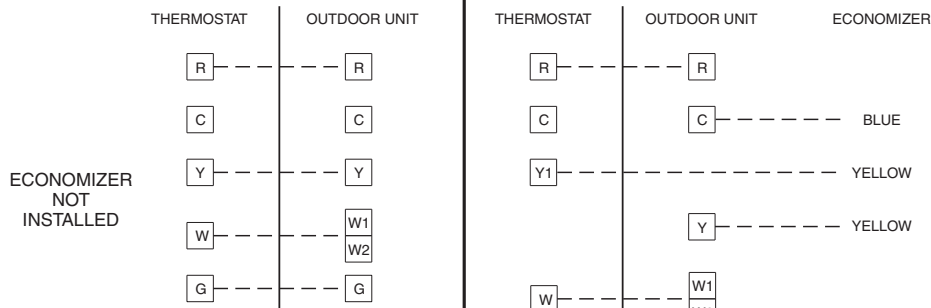 THERMOSTAT OUTDOOR UNIT THERMOSTAT OUTDOOR UNIT ECONOMIZER
R R R R
C C C C BLUE
ECONOMIZER
NOT
INSTALLED
Y Y Y1 YELLOW
Y YELLOW
W W1
W2
G G
W W1